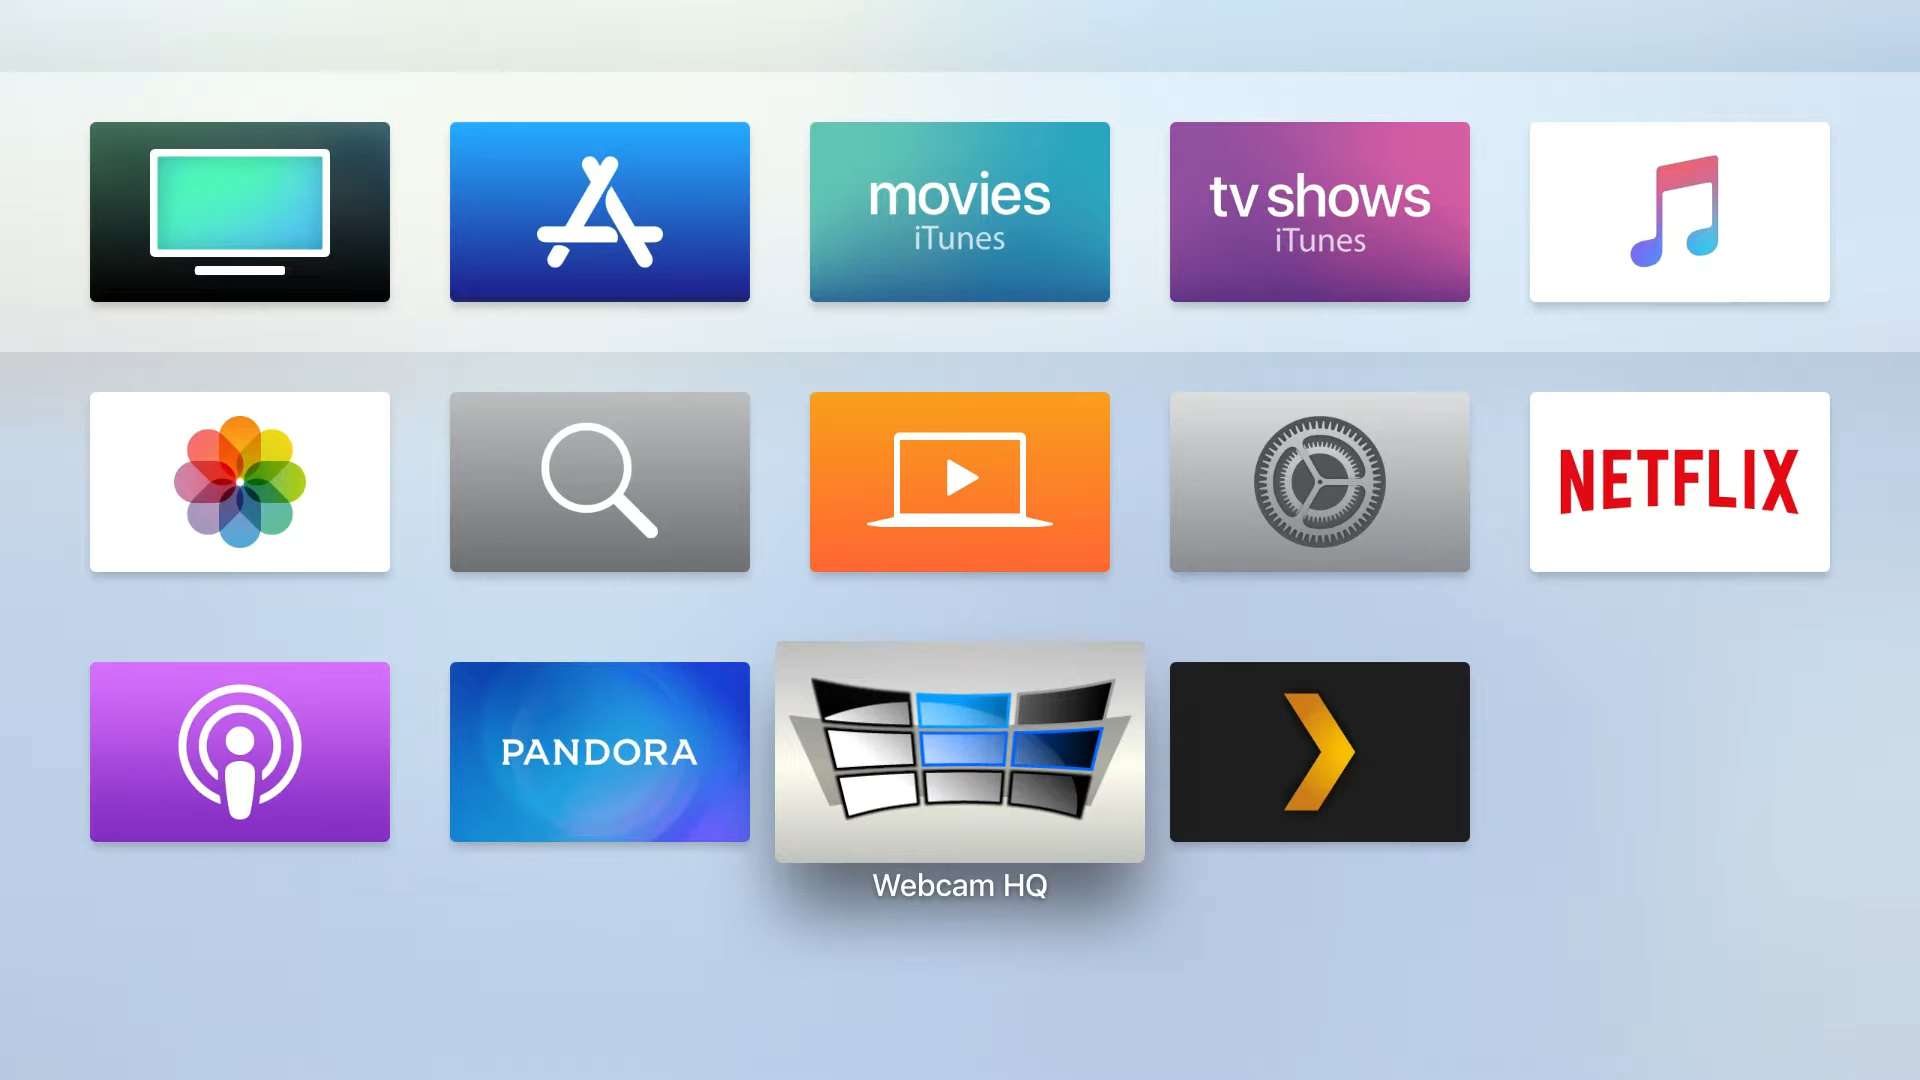 movies
iTunes
tv shows
iTunes
NETFLIX
PANDORA
Webcam HQ